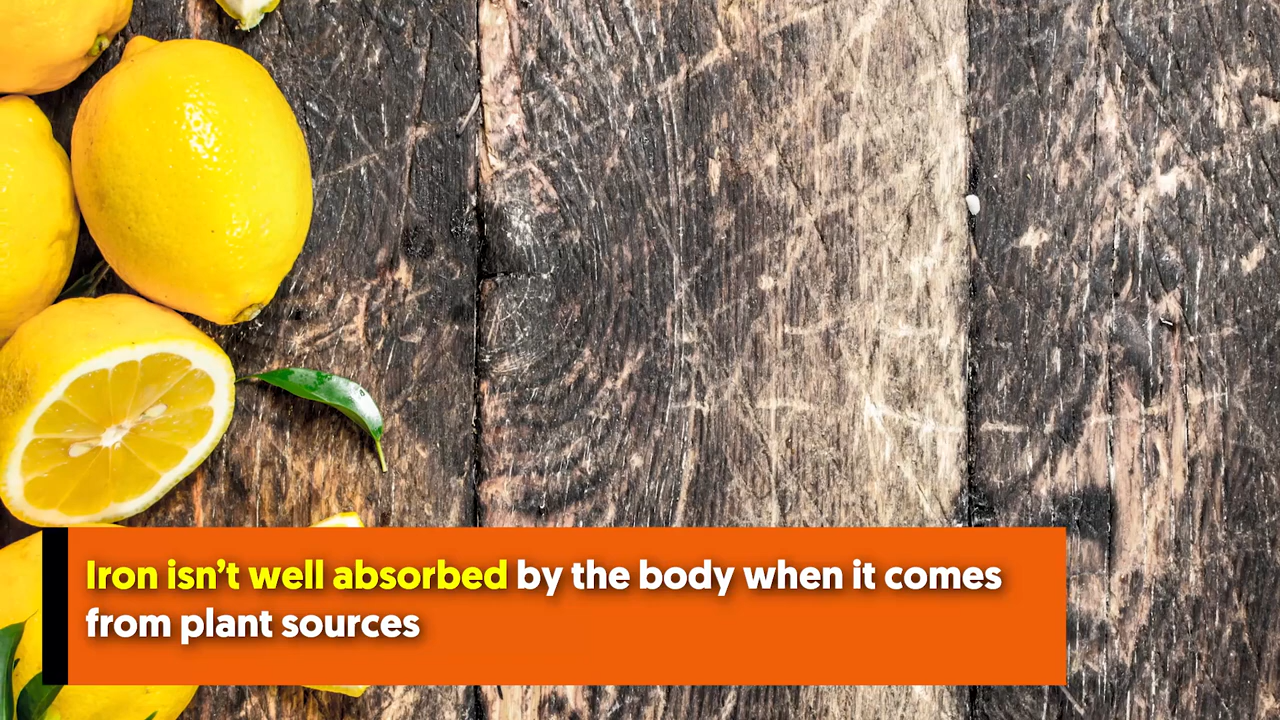 Iron isn’t well absorbed by the body when it comes
from plant sources